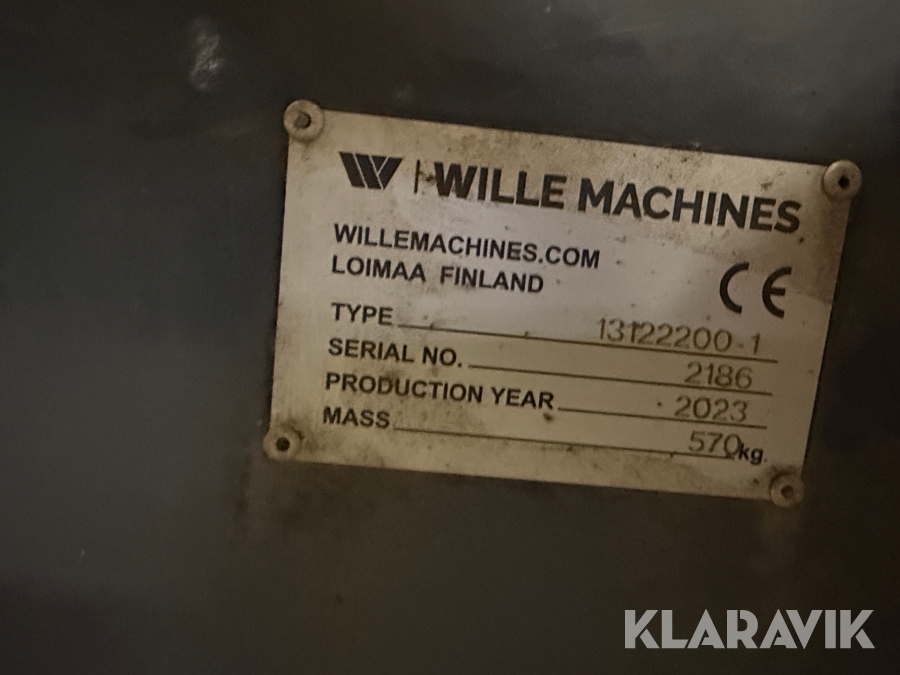 WILLE MACHINES
WILLEMACHINES.COM
LOIMAA FINLAND
CE
TYPE 13122200-1
SERIAL NO. 2186
PRODUCTION YEAR 2023
MASS 570kg.
KLARAVIK